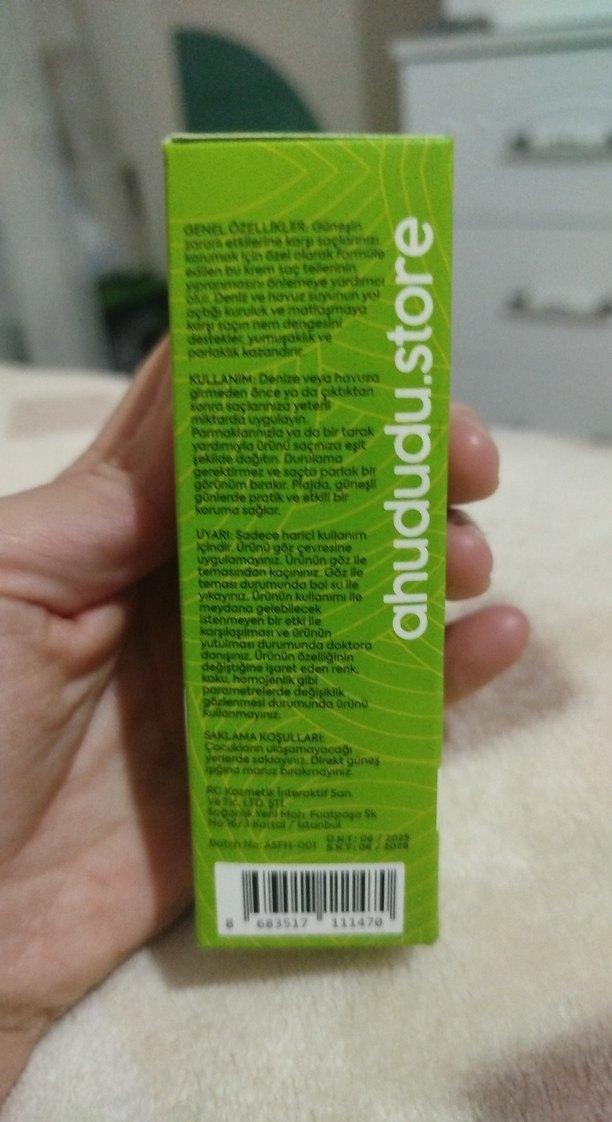 GENEL ÖZELLİKLER: Güneşin
zararlı etkilerine karşı saçlarınızı
korumak için özel olarak formüle
edilen bu krem saç tellerinin
yıpranmasını önlemeye yardımcı
olur. Deniz ve havuz suyunun yol
açtığı kuruluk ve matlaşmaya
karşı saçın nem dengesini
destekler, yumuşaklık ve
parlaklık kazandırır.
KULLANIM: Denize veya havuza
girmeden önce ya da çıktıktan
sonra saçlarınıza yeterli
miktarda uygulayın.
Parmaklarınızla ya da bir tarak
yardımıyla ürünü saçınıza eşit
şekilde dağıtın. Durulama
gerektirmez ve saçta parlak bir
görünüm bırakır. Plajda, güneşli
günlerde pratik ve etkili bir
koruma sağlar.
UYARI: Sadece harici kullanım
içindir. Ürünü göz çevresine
uygulamayınız. Ürünün göz ile
temasından kaçınınız. Göz ile
teması durumunda bol su ile
yıkayınız. Ürünün kullanımı ile
meydana gelebilecek
istenmeyen bir etki ile
karşılaşılması ve ürünün
yutulması durumunda doktora
danışınız. Ürünün özelliğinin
değiştiğine işaret eden renk,
koku, homojenlik gibi
parametrelerde değişiklik
gözlenmesi durumunda ürünü
kullanmayınız.
SAKLAMA KOŞULLARI:
Çocukların ulaşamayacağı
yerlerde saklayınız. Direkt güneş
ışığına maruz bırakmayınız.
RC Kozmetik İnteraktif San.
ve Tic. LTD. ŞTİ.
Soğanlık Yeni Mah. Fuatpaşa Sk
No:16/3 Kartal / İstanbul
Batch No: ASFH-001 Ü.R.T.: 06 / 2025
S.K.T.: 06 / 2028
8 683517 111470
ahududu.store